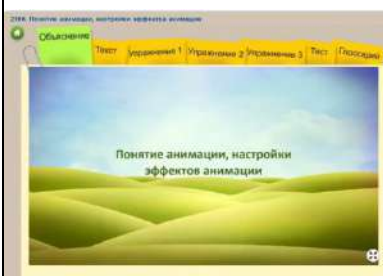 2184. Понятие анимации, настройки эффектов анимации
Объяснение
Текст
Упражнение 1
Упражнение 2
Упражнение 3
Тест
Глоссарий
Понятие анимации, настройки
эффектов анимации